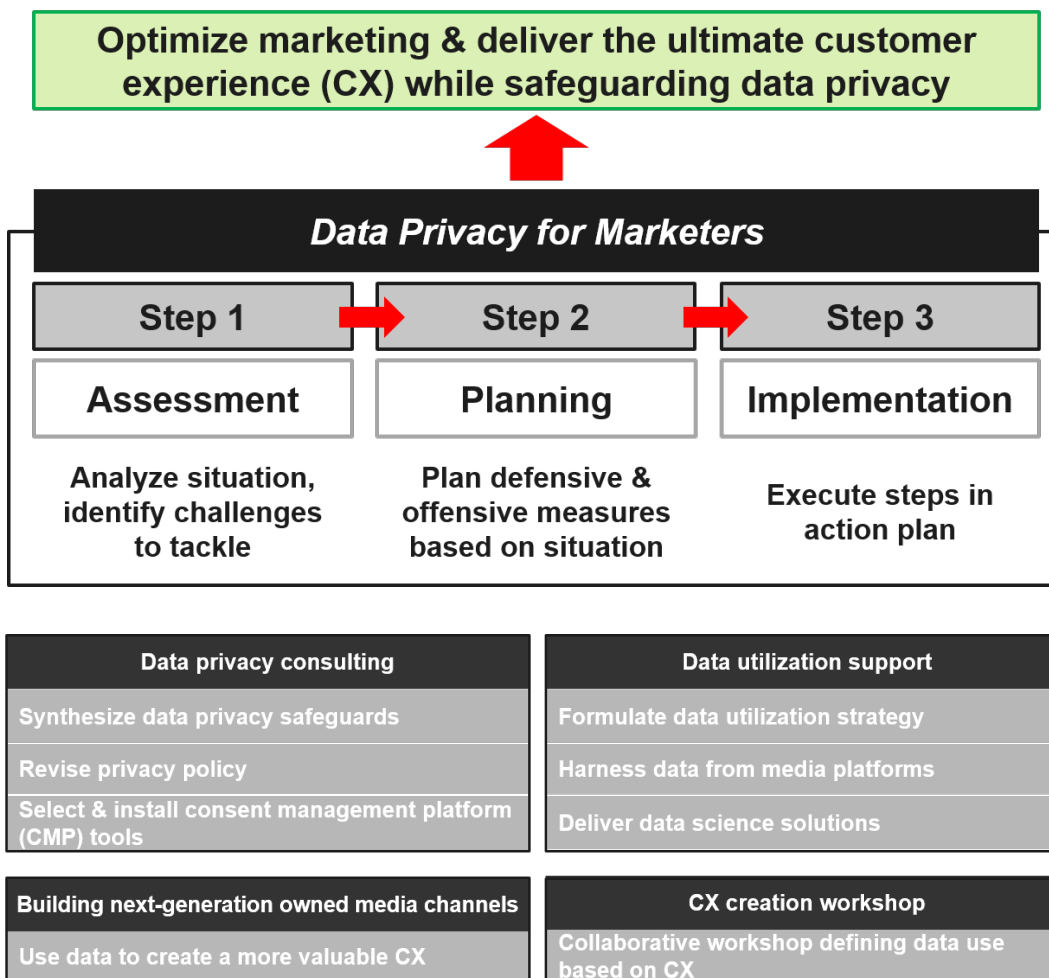 Optimize marketing & deliver the ultimate customer
experience (CX) while safeguarding data privacy
Data Privacy for Marketers
Step 1
Step 2
Step 3
Assessment
Planning
Implementation
Analyze situation,
identify challenges
to tackle
Plan defensive &
offensive measures
based on situation
Execute steps in
action plan
Data privacy consulting
Synthesize data privacy safeguards
Revise privacy policy
Select & install consent management platform
(CMP) tools
Data utilization support
Formulate data utilization strategy
Harness data from media platforms
Deliver data science solutions
Building next-generation owned media channels
Use data to create a more valuable CX
CX creation workshop
Collaborative workshop defining data use
based on CX